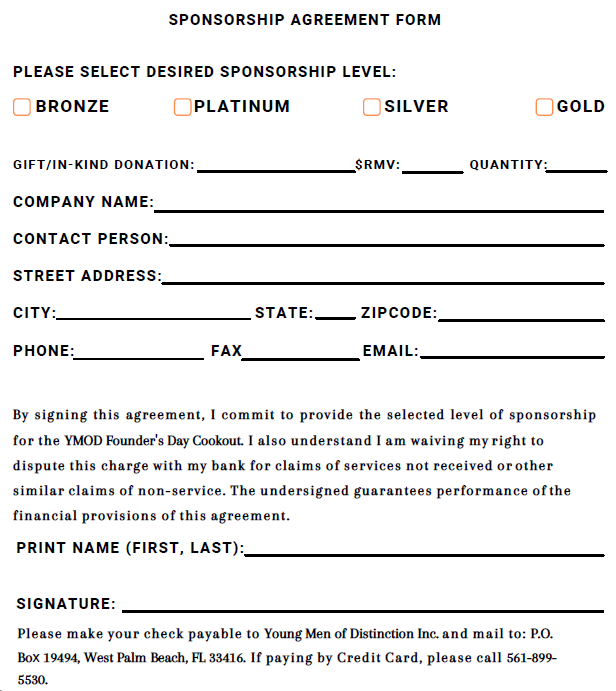 SPONSORSHIP AGREEMENT FORM
PLEASE SELECT DESIRED SPONSORSHIP LEVEL:
BRONZE PLATINUM SILVER GOLD
GIFT/IN-KIND DONATION: $RMV: QUANTITY:
COMPANY NAME:
CONTACT PERSON:
STREET ADDRESS:
CITY: STATE: ZIPCODE:
PHONE: FAX EMAIL:
By signing this agreement, I commit to provide the selected level of sponsorship
for the YMOD Founder's Day Cookout. I also understand I am waiving my right to
dispute this charge with my bank for claims of services not received or other
similar claims of non-service. The undersigned guarantees performance of the
financial provisions of this agreement.
PRINT NAME (FIRST, LAST):
SIGNATURE:
Please make your check payable to Young Men of Distinction Inc. and mail to: P.O.
Box 19494, West Palm Beach, FL 33416. If paying by Credit Card, please call 561-899-
5530.